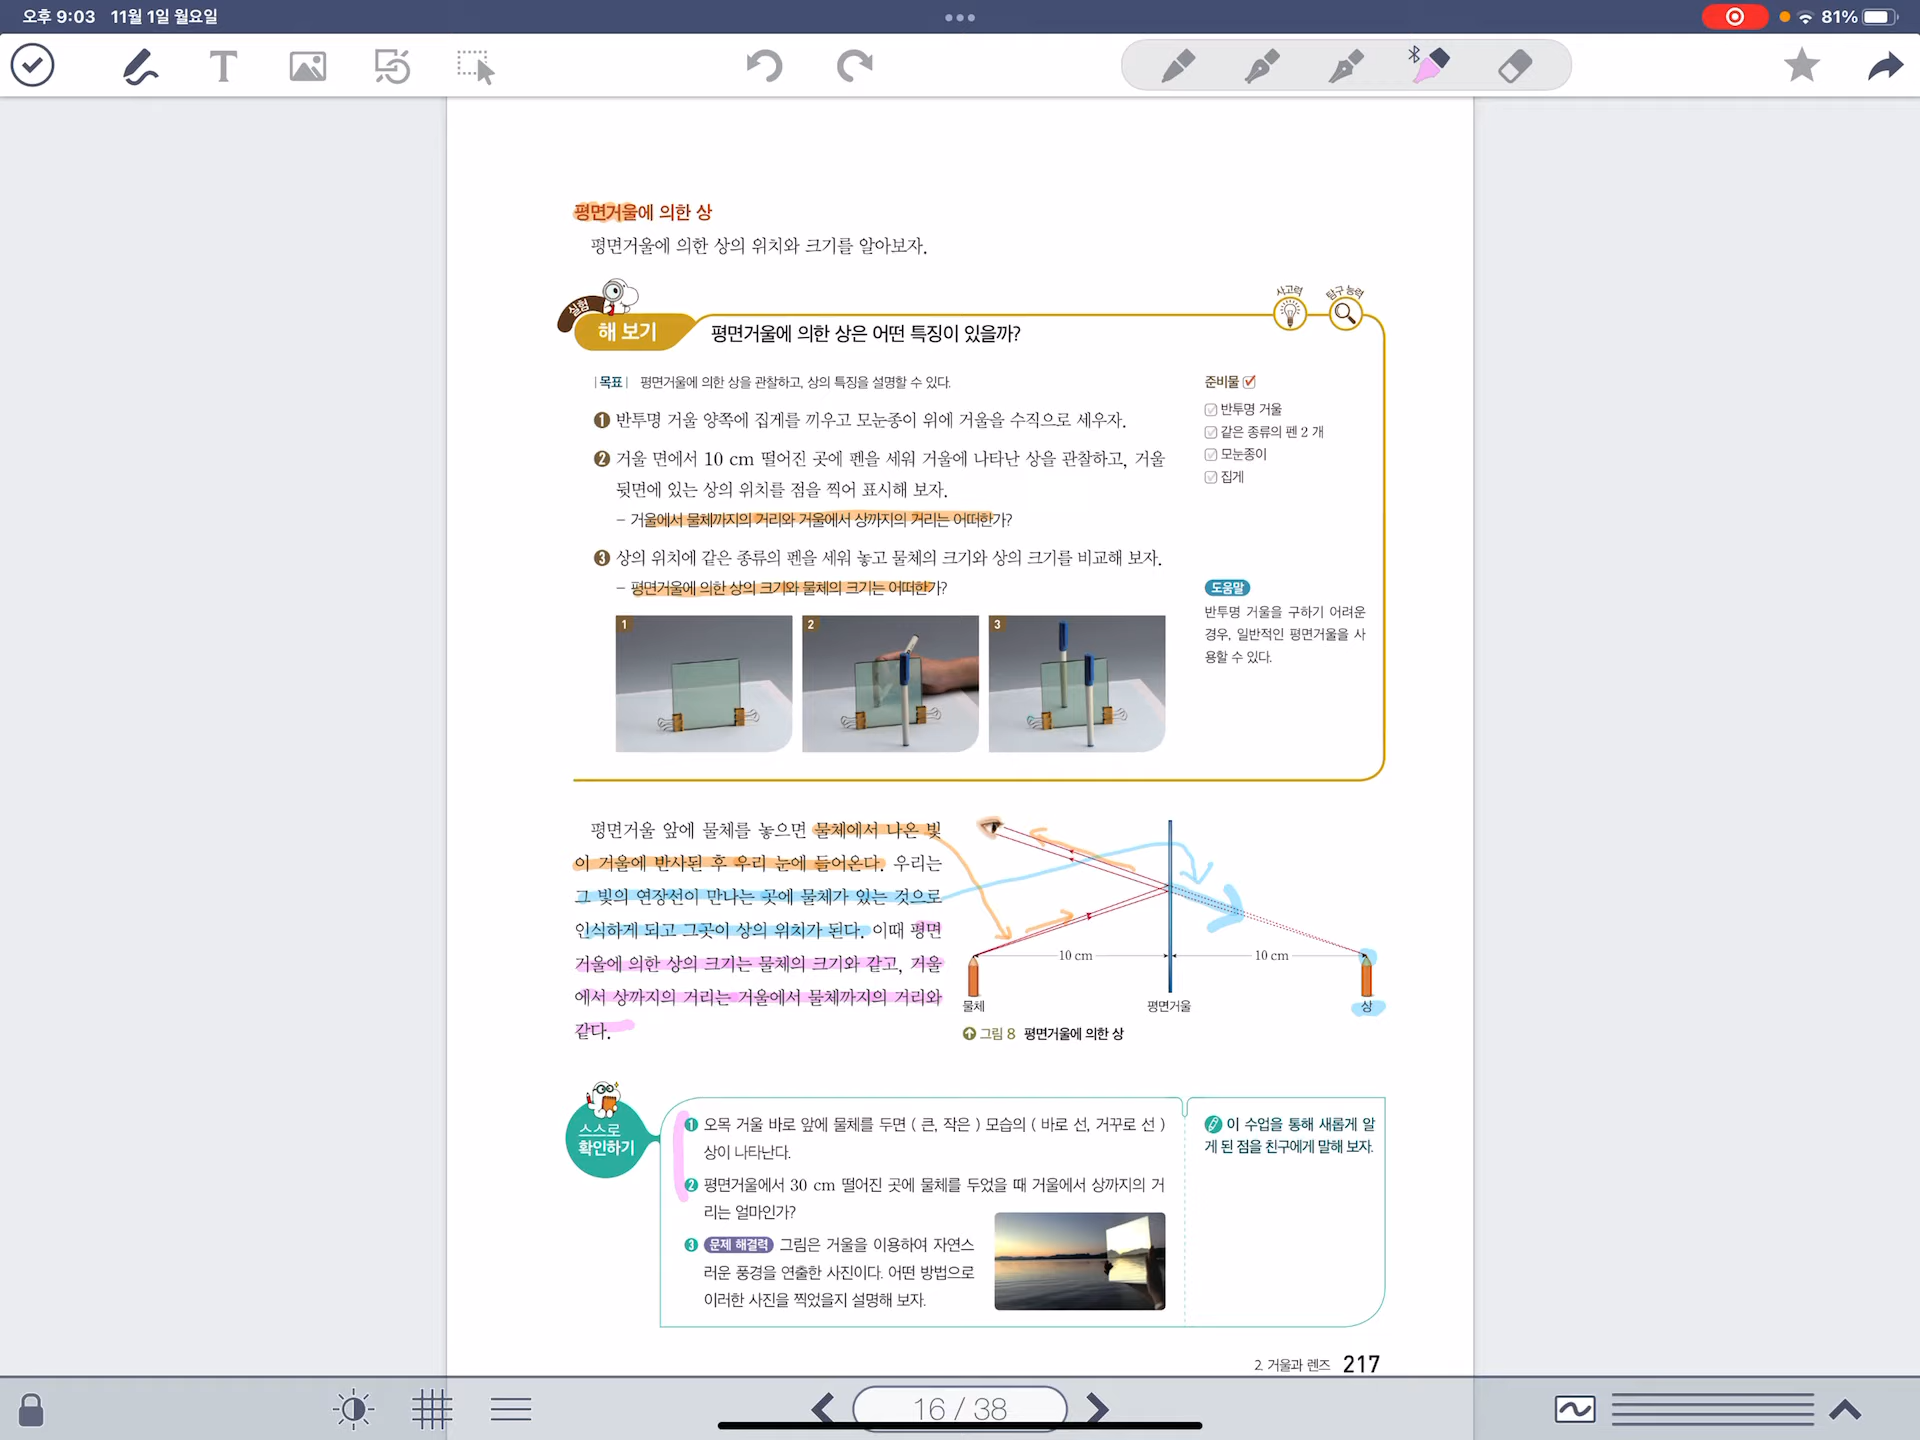 오후 9:03 11월 1일 월요일
81%
평면거울에 의한 상
평면거울에 의한 상의 위치와 크기를 알아보자.
실험
해 보기
평면거울에 의한 상은 어떤 특징이 있을까?
사고력
탐구 능력
| 목표 | 평면거울에 의한 상을 관찰하고, 상의 특징을 설명할 수 있다.
1 반투명 거울 양쪽에 집게를 끼우고 모눈종이 위에 거울을 수직으로 세우자.
2 거울 면에서 10 cm 떨어진 곳에 펜을 세워 거울에 나타난 상을 관찰하고, 거울
뒷면에 있는 상의 위치를 점을 찍어 표시해 보자.
– 거울에서 물체까지의 거리와 거울에서 상까지의 거리는 어떠한가?
3 상의 위치에 같은 종류의 펜을 세워 놓고 물체의 크기와 상의 크기를 비교해 보자.
– 평면거울에 의한 상의 크기와 물체의 크기는 어떠한가?
1
2
3
준비물
반투명 거울
같은 종류의 펜 2 개
모눈종이
집게
도움말
반투명 거울을 구하기 어려운
경우, 일반적인 평면거울을 사
용할 수 있다.
평면거울 앞에 물체를 놓으면 물체에서 나온 빛
이 거울에 반사된 후 우리 눈에 들어온다. 우리는
그 빛의 연장선이 만나는 곳에 물체가 있는 것으로
인식하게 되고 그곳이 상의 위치가 된다. 이때 평면
거울에 의한 상의 크기는 물체의 크기와 같고, 거울
에서 상까지의 거리는 거울에서 물체까지의 거리와
같다.
10 cm
10 cm
물체
평면거울
상
그림 8 평면거울에 의한 상
스스로
확인하기
1 오목 거울 바로 앞에 물체를 두면 ( 큰, 작은 ) 모습의 ( 바로 선, 거꾸로 선 )
상이 나타난다.
2 평면거울에서 30 cm 떨어진 곳에 물체를 두었을 때 거울에서 상까지의 거
리는 얼마인가?
3 문제 해결력 그림은 거울을 이용하여 자연스
러운 풍경을 연출한 사진이다. 어떤 방법으로
이러한 사진을 찍었을지 설명해 보자.
이 수업을 통해 새롭게 알
게 된 점을 친구에게 말해 보자.
2. 거울과 렌즈 217
16 / 38